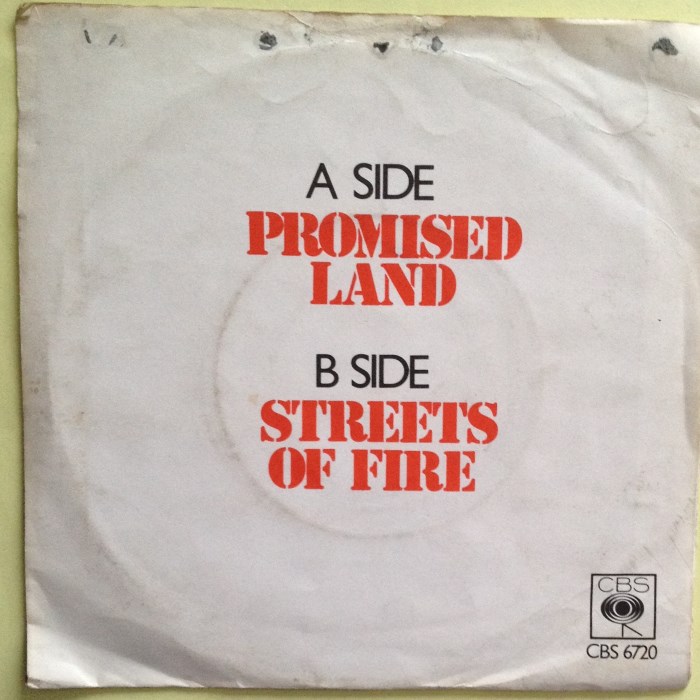 A SIDE
PROMISED
LAND
B SIDE
STREETS
OF FIRE
CBS
CBS 6720